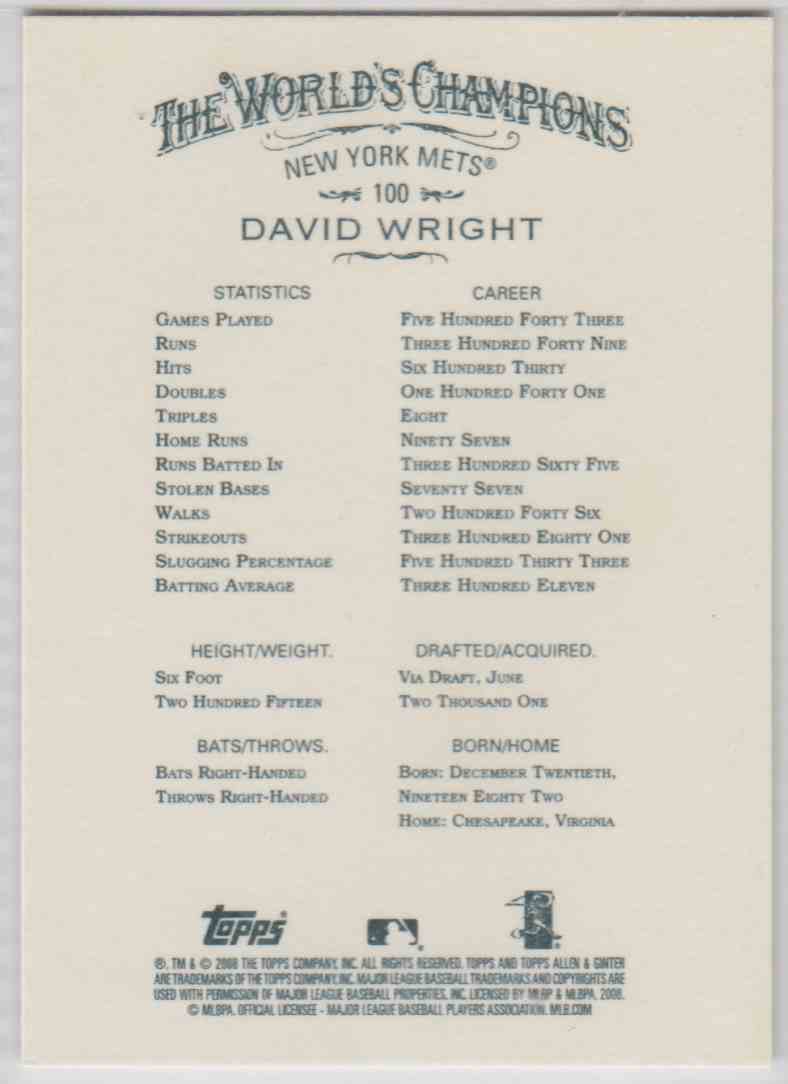 THE WORLD'S CHAMPIONS
NEW YORK METS®
100
DAVID WRIGHT
STATISTICS CAREER
GAMES PLAYED FIVE HUNDRED FORTY THREE
RUNS THREE HUNDRED FORTY NINE
HITS SIX HUNDRED THIRTY
DOUBLES ONE HUNDRED FORTY ONE
TRIPLES EIGHT
HOME RUNS NINETY SEVEN
RUNS BATTED IN THREE HUNDRED SIXTY FIVE
STOLEN BASES SEVENTY SEVEN
WALKS TWO HUNDRED FORTY SIX
STRIKEOUTS THREE HUNDRED EIGHTY ONE
SLUGGING PERCENTAGE FIVE HUNDRED THIRTY THREE
BATTING AVERAGE THREE HUNDRED ELEVEN
HEIGHT/WEIGHT. DRAFTED/ACQUIRED.
SIX FOOT VIA DRAFT, JUNE
TWO HUNDRED FIFTEEN TWO THOUSAND ONE
BATS/THROWS. BORN/HOME
BATS RIGHT-HANDED BORN: DECEMBER TWENTIETH,
THROWS RIGHT-HANDED NINETEEN EIGHTY TWO
HOME: CHESAPEAKE, VIRGINIA
Topps®
®, TM & © 2008 THE TOPPS COMPANY, INC. ALL RIGHTS RESERVED. TOPPS AND TOPPS ALLEN & GINTER
ARE TRADEMARKS OF THE TOPPS COMPANY, INC. MAJOR LEAGUE BASEBALL TRADEMARKS AND COPYRIGHTS ARE
USED WITH PERMISSION OF MAJOR LEAGUE BASEBALL PROPERTIES, INC. LICENSED BY MLBP & MLBPA, 2008.
© MLBPA. OFFICIAL LICENSEE - MAJOR LEAGUE BASEBALL PLAYERS ASSOCIATION. MLB.COM